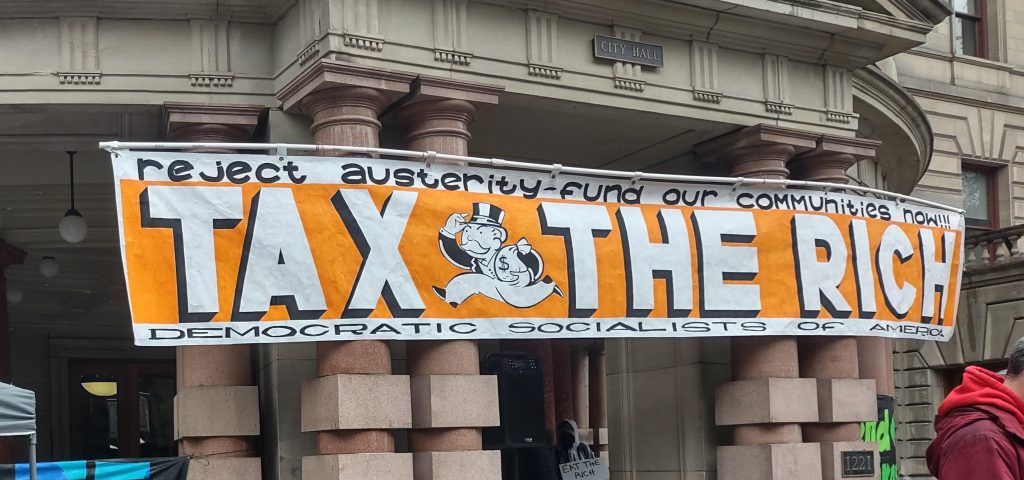 CITY HALL
reject austerity-fund our communities now!!!
TAX THE RICH
$
DEMOCRATIC SOCIALISTS OF AMERICA
EAT THE
RICH
1221